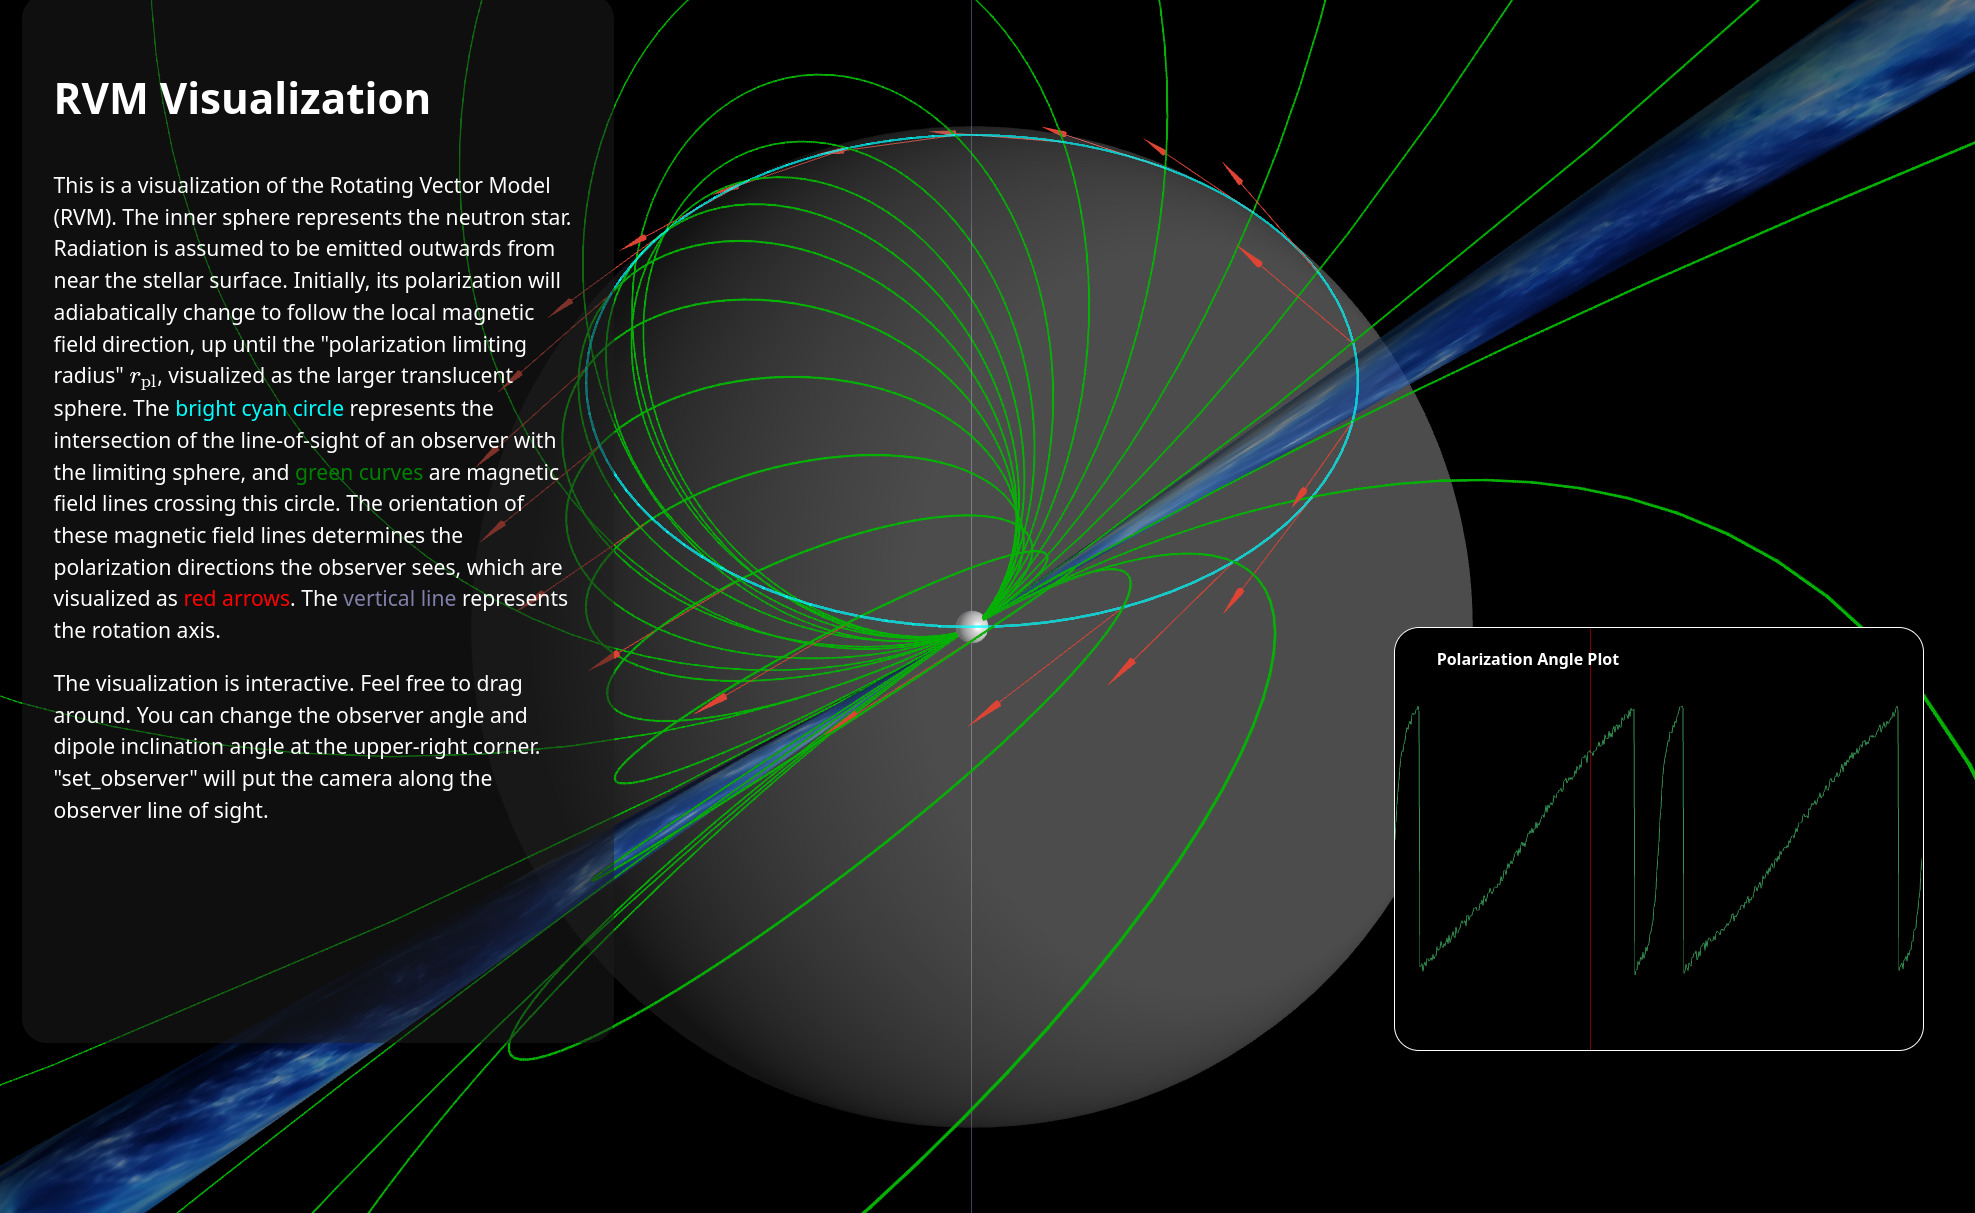 RVM Visualization
This is a visualization of the Rotating Vector Model
(RVM). The inner sphere represents the neutron star.
Radiation is assumed to be emitted outwards from
near the stellar surface. Initially, its polarization will
adiabatically change to follow the local magnetic
field direction, up until the "polarization limiting
radius" r_pl, visualized as the larger translucent
sphere. The bright cyan circle represents the
intersection of the line-of-sight of an observer with
the limiting sphere, and green curves are magnetic
field lines crossing this circle. The orientation of
these magnetic field lines determines the
polarization directions the observer sees, which are
visualized as red arrows. The vertical line represents
the rotation axis.
The visualization is interactive. Feel free to drag
around. You can change the observer angle and
dipole inclination angle at the upper-right corner.
"set_observer" will put the camera along the
observer line of sight.
Polarization Angle Plot